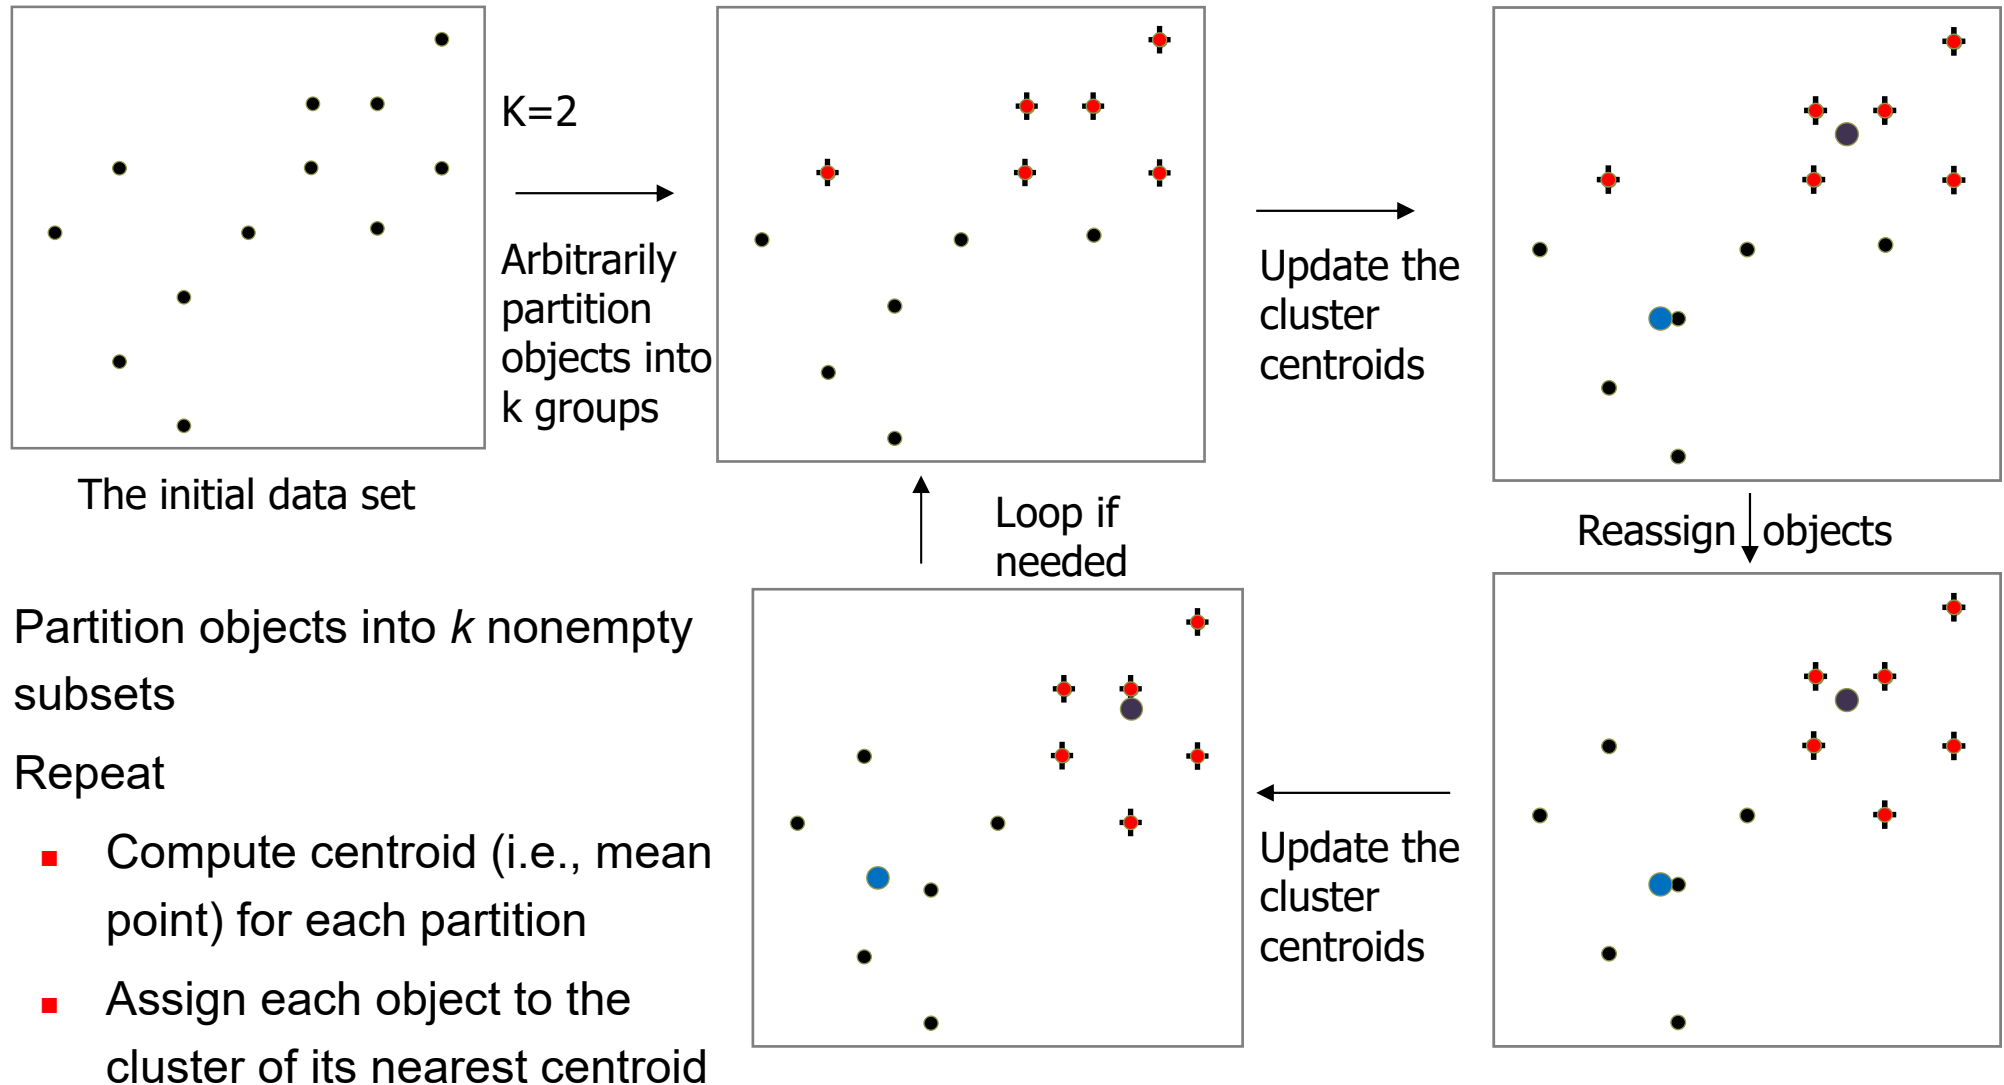 K=2
Arbitrarily
partition
objects into
k groups
Update the
cluster
centroids
The initial data set
Loop if
needed
Reassign objects
Partition objects into k nonempty
subsets
Repeat
Compute centroid (i.e., mean
point) for each partition
Assign each object to the
cluster of its nearest centroid
Update the
cluster
centroids